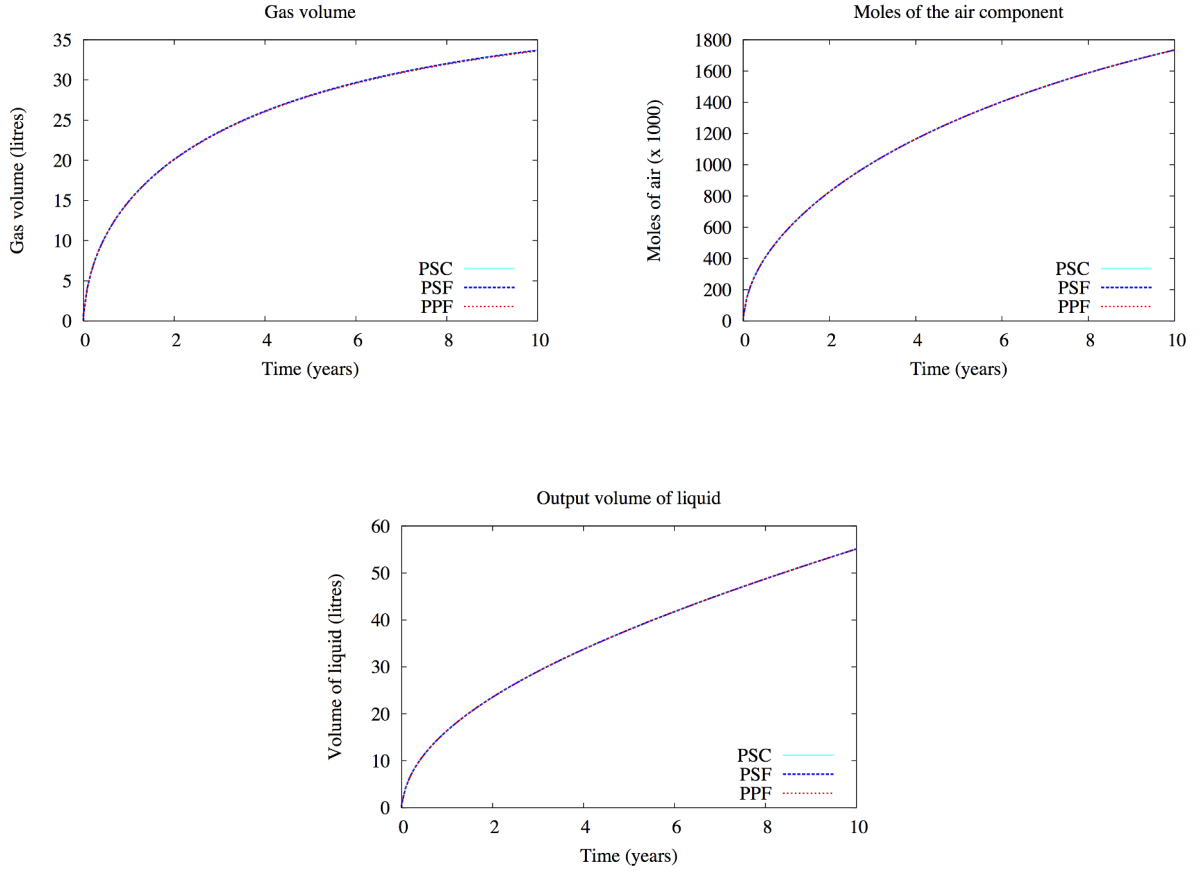 Gas volume
35
30
25
20
15
10
5
0
Gas volume (litres)
PSC
PSF
PPF
0 2 4 6 8 10
Time (years)
Moles of the air component
1800
1600
1400
1200
1000
800
600
400
200
0
Moles of air (x 1000)
PSC
PSF
PPF
0 2 4 6 8 10
Time (years)
Output volume of liquid
60
50
40
30
20
10
0
Volume of liquid (litres)
PSC
PSF
PPF
0 2 4 6 8 10
Time (years)